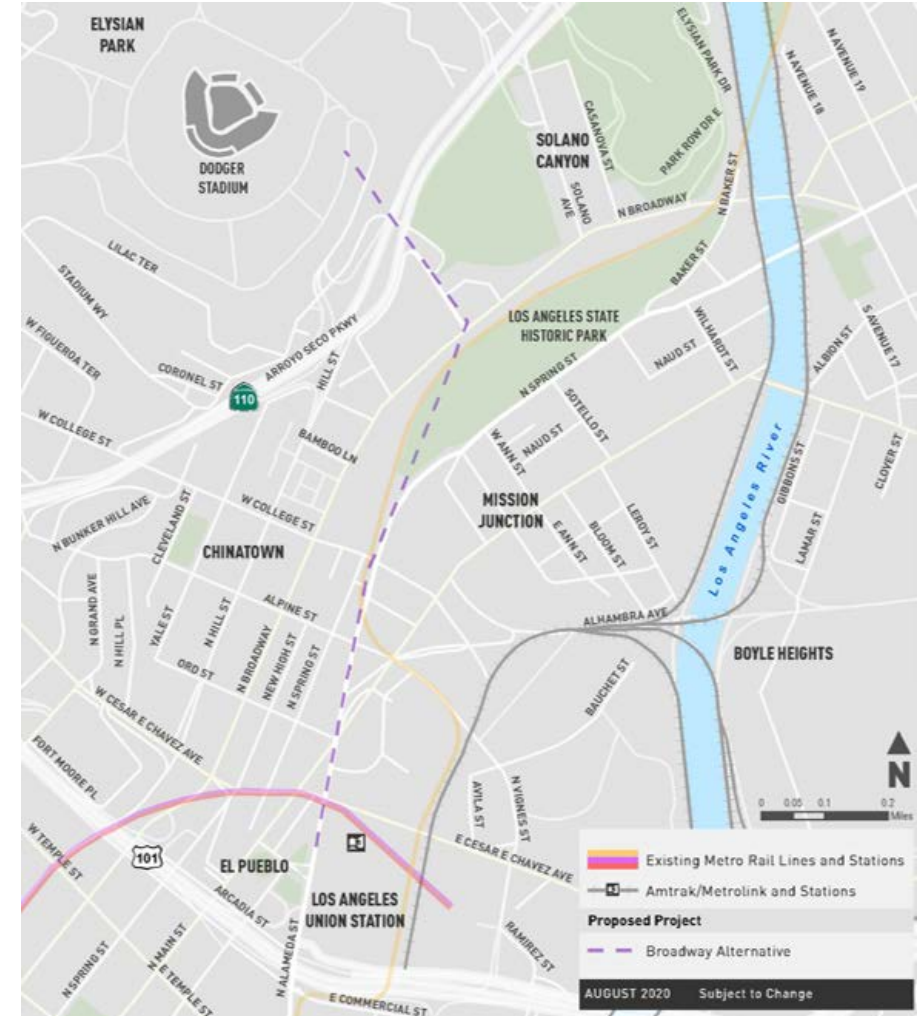 ELYSIAN
PARK
ELYSIAN PARK DR
N AVENUE 19
N AVENUE 18
DODGER
STADIUM
SOLANO
CANYON
CASANOVA ST
PARK ROW DR E
SOLANO
AVE
N BROADWAY
N BAKER ST
LILAC TER
STADIUM WY
BAKER ST
LOS ANGELES STATE
HISTORIC PARK
W FIGUEROA TER
ARROYO SECO PKWY
HILL ST
CORONEL ST
110
N SPRING ST
NAUD ST
WILHARDT ST
ALBION ST
S AVENUE 17
W COLLEGE ST
BAMBOO LN
SOTELLO ST
W ANN ST
NAUD ST
Los Angeles River
GIBBONS ST
CLOVER ST
N BUNKER HILL AVE
CLEVELAND ST
W COLLEGE ST
MISSION
JUNCTION
LEROY ST
BLOOM ST
E ANN ST
LAMAR ST
CHINATOWN
ALPINE ST
N GRAND AVE
N HILL PL
YALE ST
N HILL ST
ORD ST
N BROADWAY
NEW HIGH ST
N SPRING ST
ALHAMBRA AVE
BOYLE HEIGHTS
BAUCHET ST
W CESAR E CHAVEZ AVE
FORT MOORE PL
N
AVILA ST
N VIGNES ST
0 0.05 0.1 0.2
Miles
W TEMPLE ST
101
EL PUEBLO
E CESAR E CHAVEZ AVE
ARCADIA ST
LOS ANGELES
UNION STATION
RAMIREZ ST
N ALAMEDA ST
N SPRING ST
N MAIN ST
E TEMPLE ST
E COMMERCIAL ST
Existing Metro Rail Lines and Stations
Amtrak/Metrolink and Stations
Proposed Project
Broadway Alternative
AUGUST 2020 Subject to Change